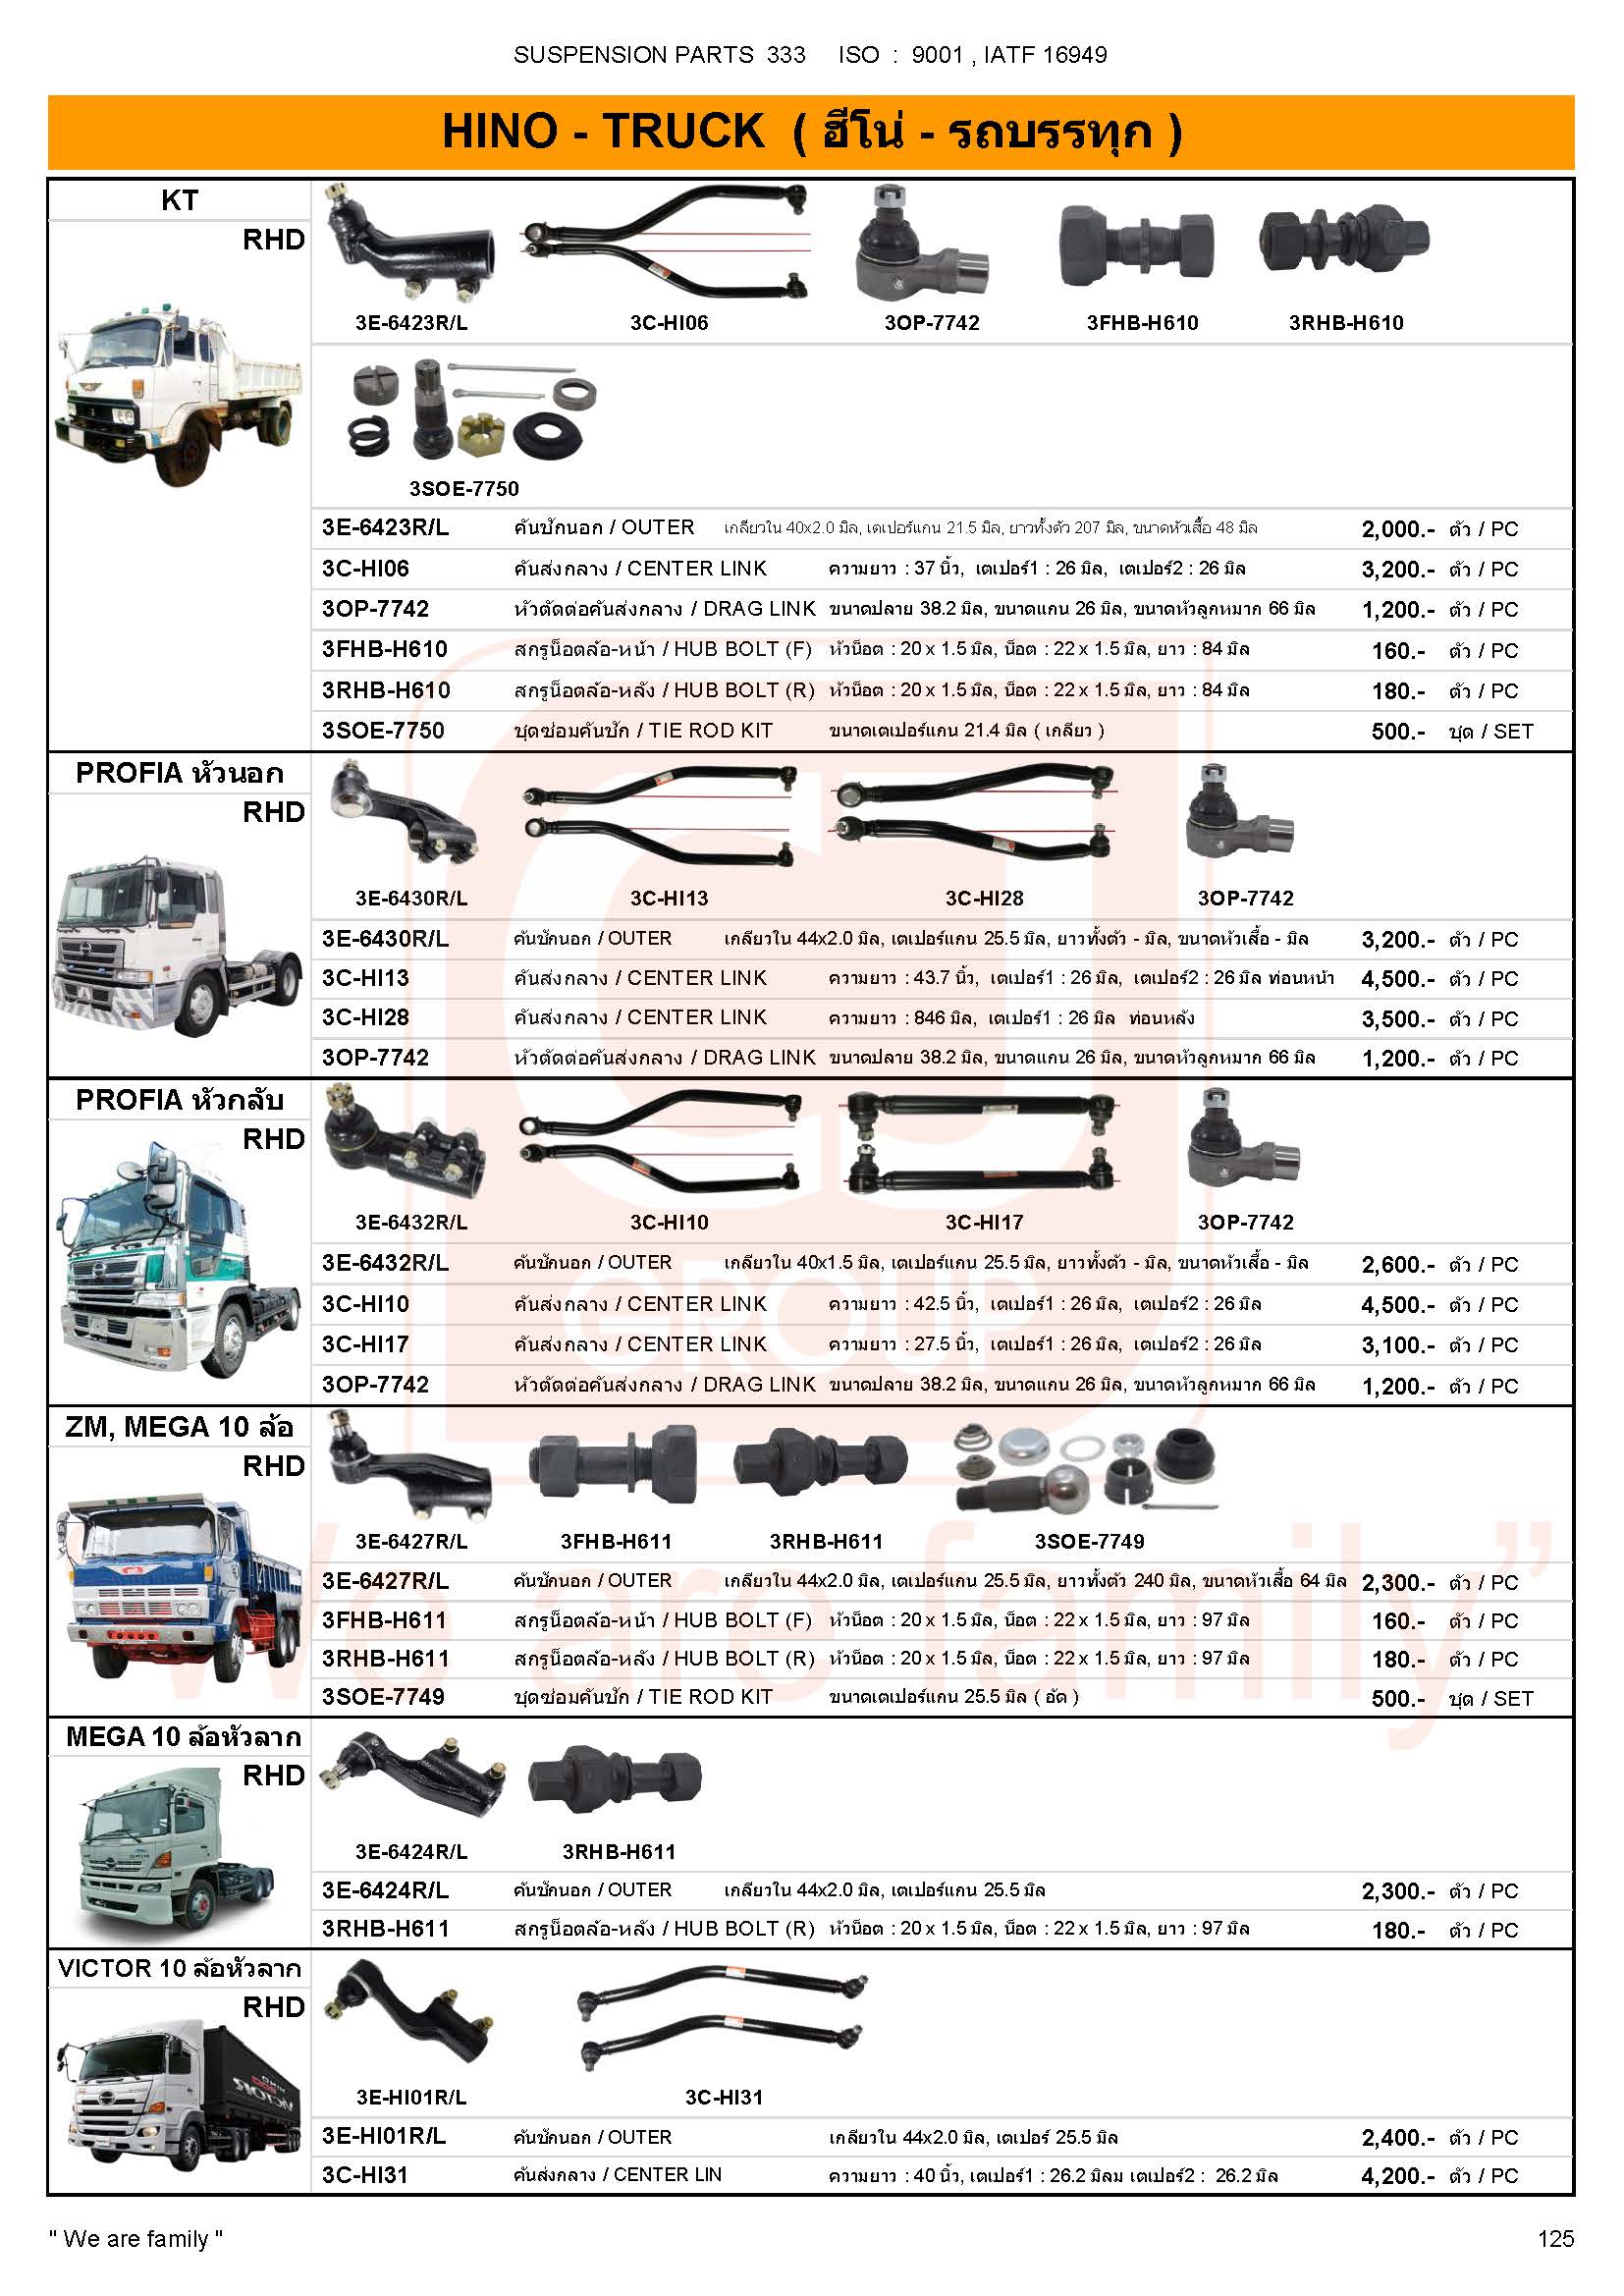 SUSPENSION PARTS 333 ISO : 9001 , IATF 16949
HINO - TRUCK ( ฮีโน่ - รถบรรทุก )
KT
RHD
3E-6423R/L 3C-HI06 3OP-7742 3FHB-H610 3RHB-H610
3SOE-7750
3E-6423R/L คันชักนอก / OUTER เกลียวใน 40x2.0 มิล, เตเปอร์แกน 21.5 มิล, ยาวทั้งตัว 207 มิล, ขนาดหัวเสื้อ 48 มิล 2,000.- ตัว / PC
3C-HI06 คันส่งกลาง / CENTER LINK ความยาว : 37 นิ้ว, เตเปอร์1 : 26 มิล, เตเปอร์2 : 26 มิล 3,200.- ตัว / PC
3OP-7742 หัวตัดต่อคันส่งกลาง / DRAG LINK ขนาดปลาย 38.2 มิล, ขนาดแกน 26 มิล, ขนาดหัวลูกหมาก 66 มิล 1,200.- ตัว / PC
3FHB-H610 สกรูน็อตล้อ-หน้า / HUB BOLT (F) หัวน็อต : 20 x 1.5 มิล, น็อต : 22 x 1.5 มิล, ยาว : 84 มิล 160.- ตัว / PC
3RHB-H610 สกรูน็อตล้อ-หลัง / HUB BOLT (R) หัวน็อต : 20 x 1.5 มิล, น็อต : 22 x 1.5 มิล, ยาว : 84 มิล 180.- ตัว / PC
3SOE-7750 ชุดซ่อมคันชัก / TIE ROD KIT ขนาดเตเปอร์แกน 21.4 มิล ( เกลียว ) 500.- ชุด / SET
PROFIA หัวนอก
RHD
3E-6430R/L 3C-HI13 3C-HI28 3OP-7742
3E-6430R/L คันชักนอก / OUTER เกลียวใน 44x2.0 มิล, เตเปอร์แกน 25.5 มิล, ยาวทั้งตัว - มิล, ขนาดหัวเสื้อ - มิล 3,200.- ตัว / PC
3C-HI13 คันส่งกลาง / CENTER LINK ความยาว : 43.7 นิ้ว, เตเปอร์1 : 26 มิล, เตเปอร์2 : 26 มิล ท่อนหน้า 4,500.- ตัว / PC
3C-HI28 คันส่งกลาง / CENTER LINK ความยาว : 846 มิล, เตเปอร์1 : 26 มิล ท่อนหลัง 3,500.- ตัว / PC
3OP-7742 หัวตัดต่อคันส่งกลาง / DRAG LINK ขนาดปลาย 38.2 มิล, ขนาดแกน 26 มิล, ขนาดหัวลูกหมาก 66 มิล 1,200.- ตัว / PC
PROFIA หัวกลับ
RHD
3E-6432R/L 3C-HI10 3C-HI17 3OP-7742
3E-6432R/L คันชักนอก / OUTER เกลียวใน 40x1.5 มิล, เตเปอร์แกน 25.5 มิล, ยาวทั้งตัว - มิล, ขนาดหัวเสื้อ - มิล 2,600.- ตัว / PC
3C-HI10 คันส่งกลาง / CENTER LINK ความยาว : 42.5 นิ้ว, เตเปอร์1 : 26 มิล, เตเปอร์2 : 26 มิล 4,500.- ตัว / PC
3C-HI17 คันส่งกลาง / CENTER LINK ความยาว : 27.5 นิ้ว, เตเปอร์1 : 26 มิล, เตเปอร์2 : 26 มิล 3,100.- ตัว / PC
3OP-7742 หัวตัดต่อคันส่งกลาง / DRAG LINK ขนาดปลาย 38.2 มิล, ขนาดแกน 26 มิล, ขนาดหัวลูกหมาก 66 มิล 1,200.- ตัว / PC
GROUP
ZM, MEGA 10 ล้อ
RHD
3E-6427R/L 3FHB-H611 3RHB-H611 3SOE-7749
3E-6427R/L คันชักนอก / OUTER เกลียวใน 44x2.0 มิล, เตเปอร์แกน 25.5 มิล, ยาวทั้งตัว 240 มิล, ขนาดหัวเสื้อ 64 มิล 2,300.- ตัว / PC
3FHB-H611 สกรูน็อตล้อ-หน้า / HUB BOLT (F) หัวน็อต : 20 x 1.5 มิล, น็อต : 22 x 1.5 มิล, ยาว : 97 มิล 160.- ตัว / PC
3RHB-H611 สกรูน็อตล้อ-หลัง / HUB BOLT (R) หัวน็อต : 20 x 1.5 มิล, น็อต : 22 x 1.5 มิล, ยาว : 97 มิล 180.- ตัว / PC
3SOE-7749 ชุดซ่อมคันชัก / TIE ROD KIT ขนาดเตเปอร์แกน 25.5 มิล ( อัด ) 500.- ชุด / SET
"We are family"
MEGA 10 ล้อหัวลาก
RHD
3E-6424R/L 3RHB-H611
3E-6424R/L คันชักนอก / OUTER เกลียวใน 44x2.0 มิล, เตเปอร์แกน 25.5 มิล 2,300.- ตัว / PC
3RHB-H611 สกรูน็อตล้อ-หลัง / HUB BOLT (R) หัวน็อต : 20 x 1.5 มิล, น็อต : 22 x 1.5 มิล, ยาว : 97 มิล 180.- ตัว / PC
VICTOR 10 ล้อหัวลาก
RHD
3E-HI01R/L 3C-HI31
3E-HI01R/L คันชักนอก / OUTER เกลียวใน 44x2.0 มิล, เตเปอร์ 25.5 มิล 2,400.- ตัว / PC
3C-HI31 คันส่งกลาง / CENTER LIN ความยาว : 40 นิ้ว, เตเปอร์1 : 26.2 มิลม เตเปอร์2 : 26.2 มิล 4,200.- ตัว / PC
" We are family " 125